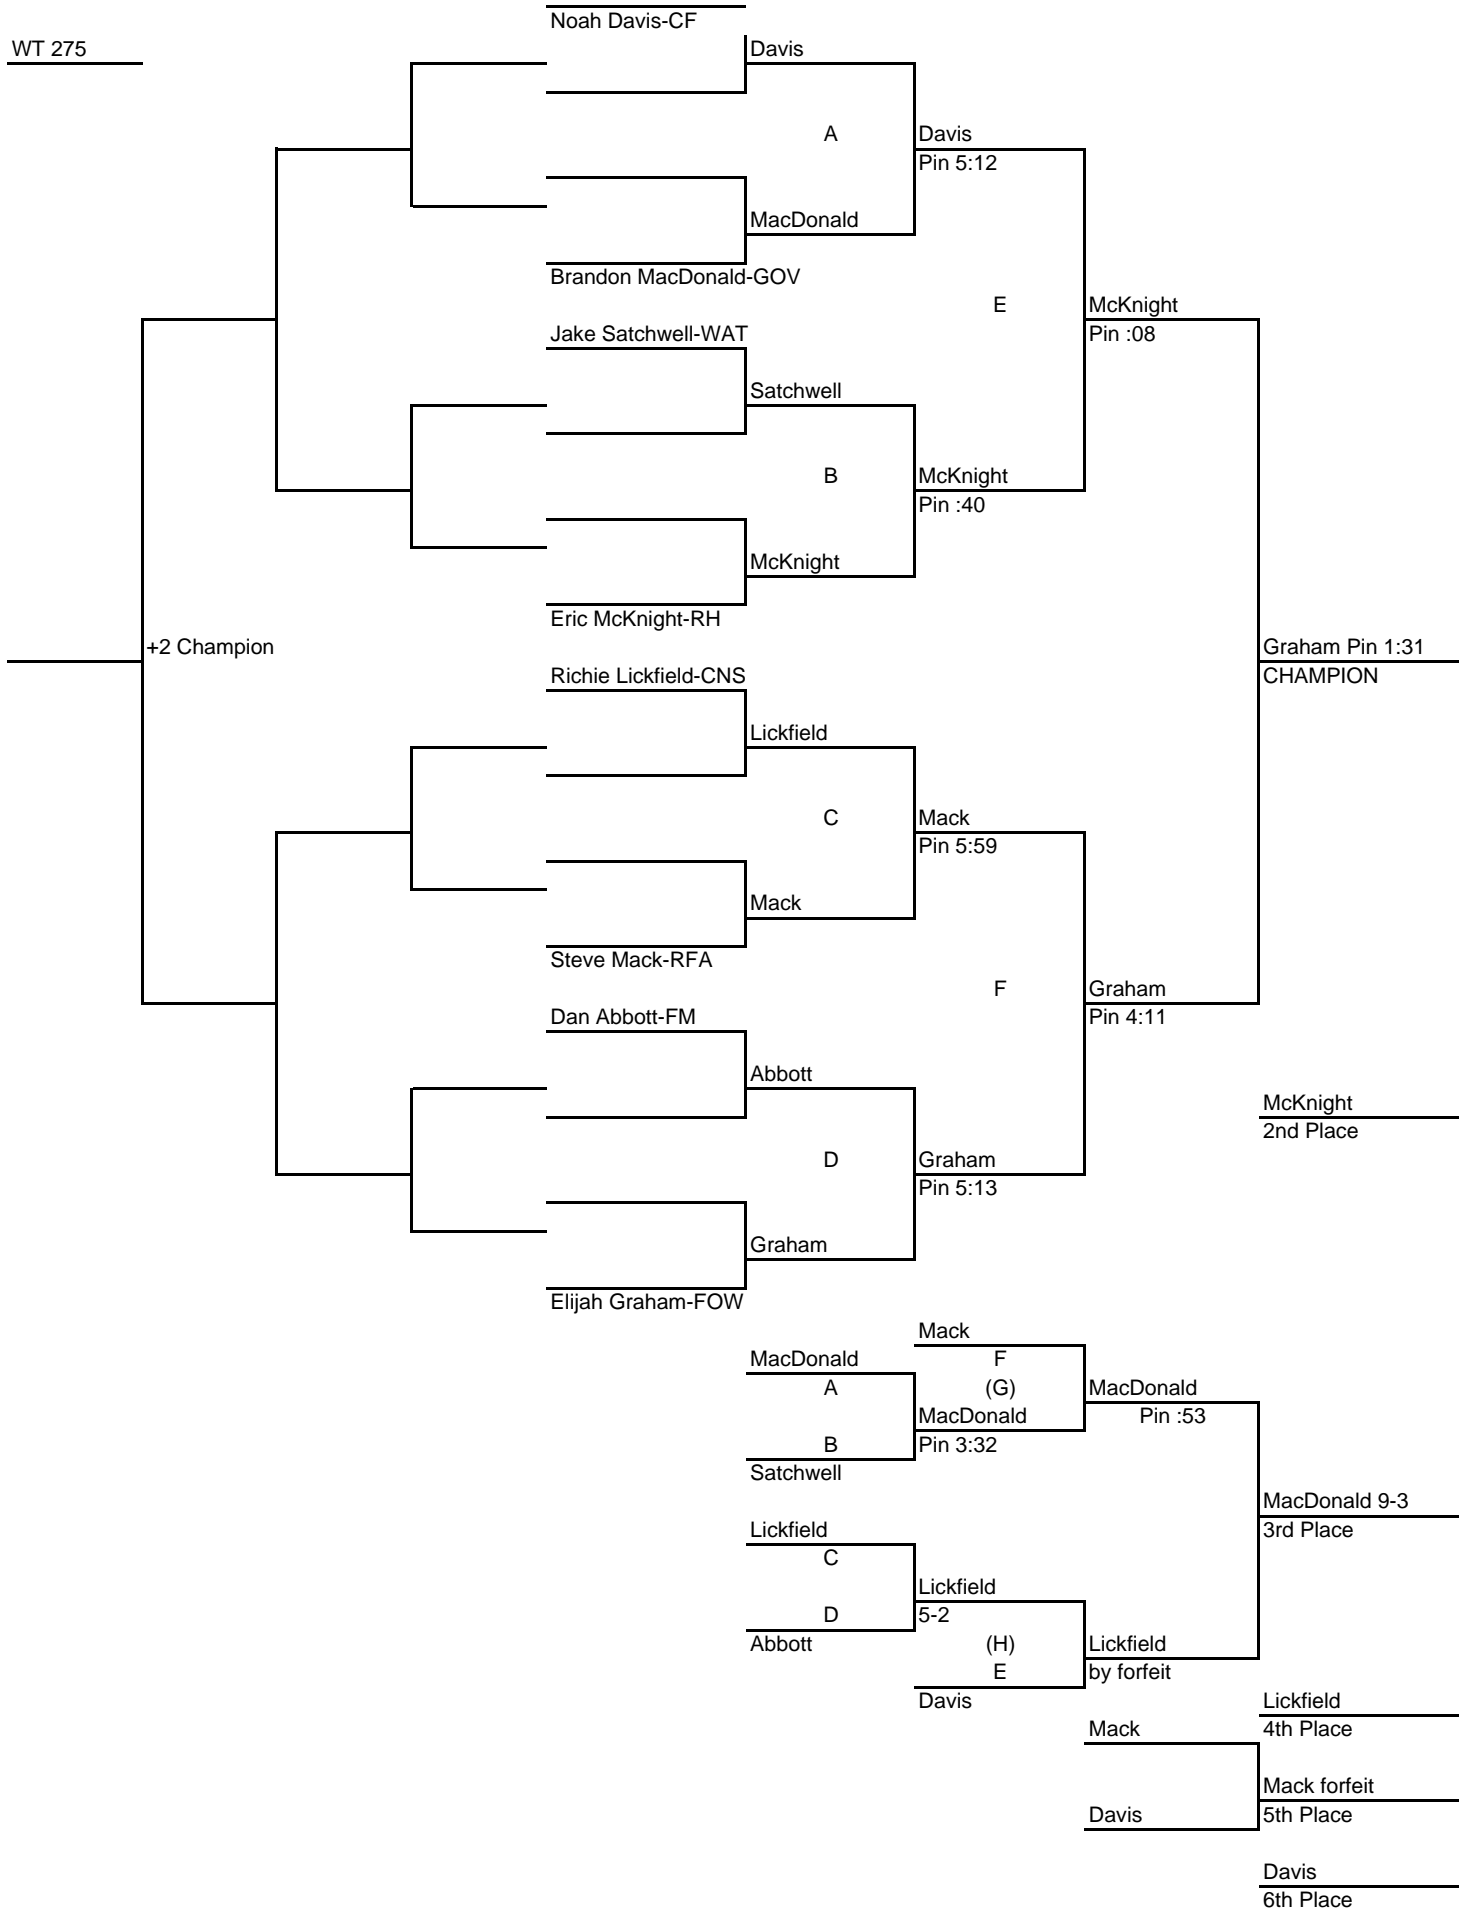 Noah Davis-CF
WT 275
Davis
A
Davis
Pin 5:12
MacDonald
Brandon MacDonald-GOV
E
McKnight
Jake Satchwell-WAT
Pin :08
Satchwell
B
McKnight
Pin :40
McKnight
Eric McKnight-RH
+2 Champion
Graham Pin 1:31
Richie Lickfield-CNS
CHAMPION
Lickfield
C
Mack
Pin 5:59
Mack
Steve Mack-RFA
F
Graham
Dan Abbott-FM
Pin 4:11
Abbott
McKnight
2nd Place
D
Graham
Pin 5:13
Graham
Elijah Graham-FOW
Mack
MacDonald
F
A
(G)
MacDonald
MacDonald
Pin :53
B
Pin 3:32
Satchwell
MacDonald 9-3
Lickfield
3rd Place
C
Lickfield
D
5-2
Abbott
(H)
Lickfield
E
by forfeit
Davis
Lickfield
Mack
4th Place
Mack forfeit
Davis
5th Place
Davis
6th Place